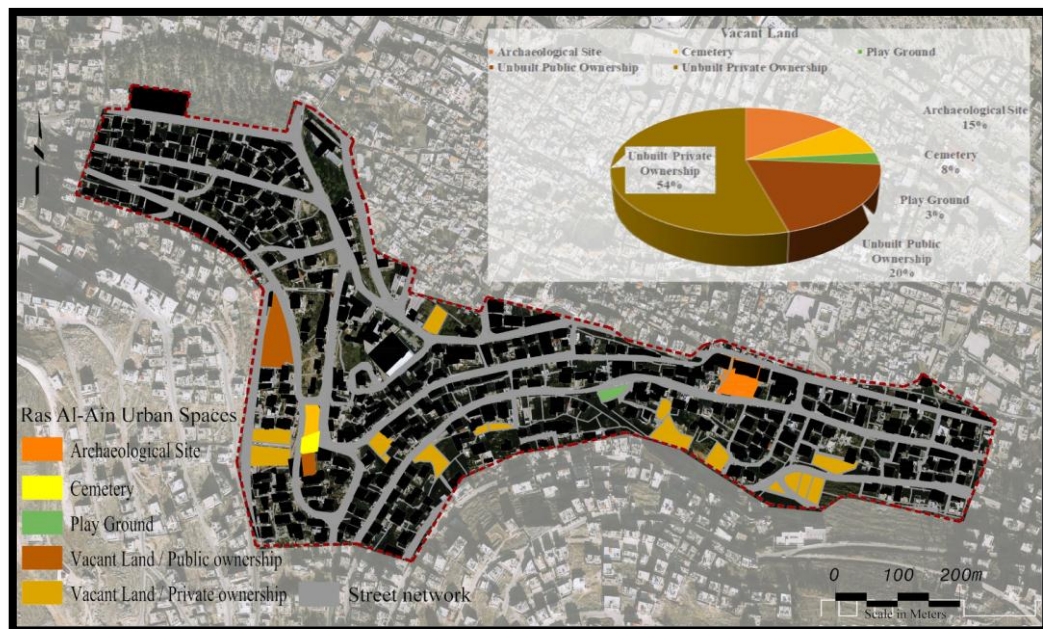 Vacant Land
Archaeological Site Cemetery Play Ground
Unbuilt Public Ownership Unbuilt Private Ownership
Archaeological Site
15%
Unbuilt Private
Ownership
54%
Cemetery
8%
Play Ground
3%
Unbuilt Public
Ownership
20%
Ras Al-Ain Urban Spaces
Archaeological Site
Cemetery
Play Ground
Vacant Land / Public ownership
Vacant Land / Private ownership
Street network
0 100 200m
Scale in Meters